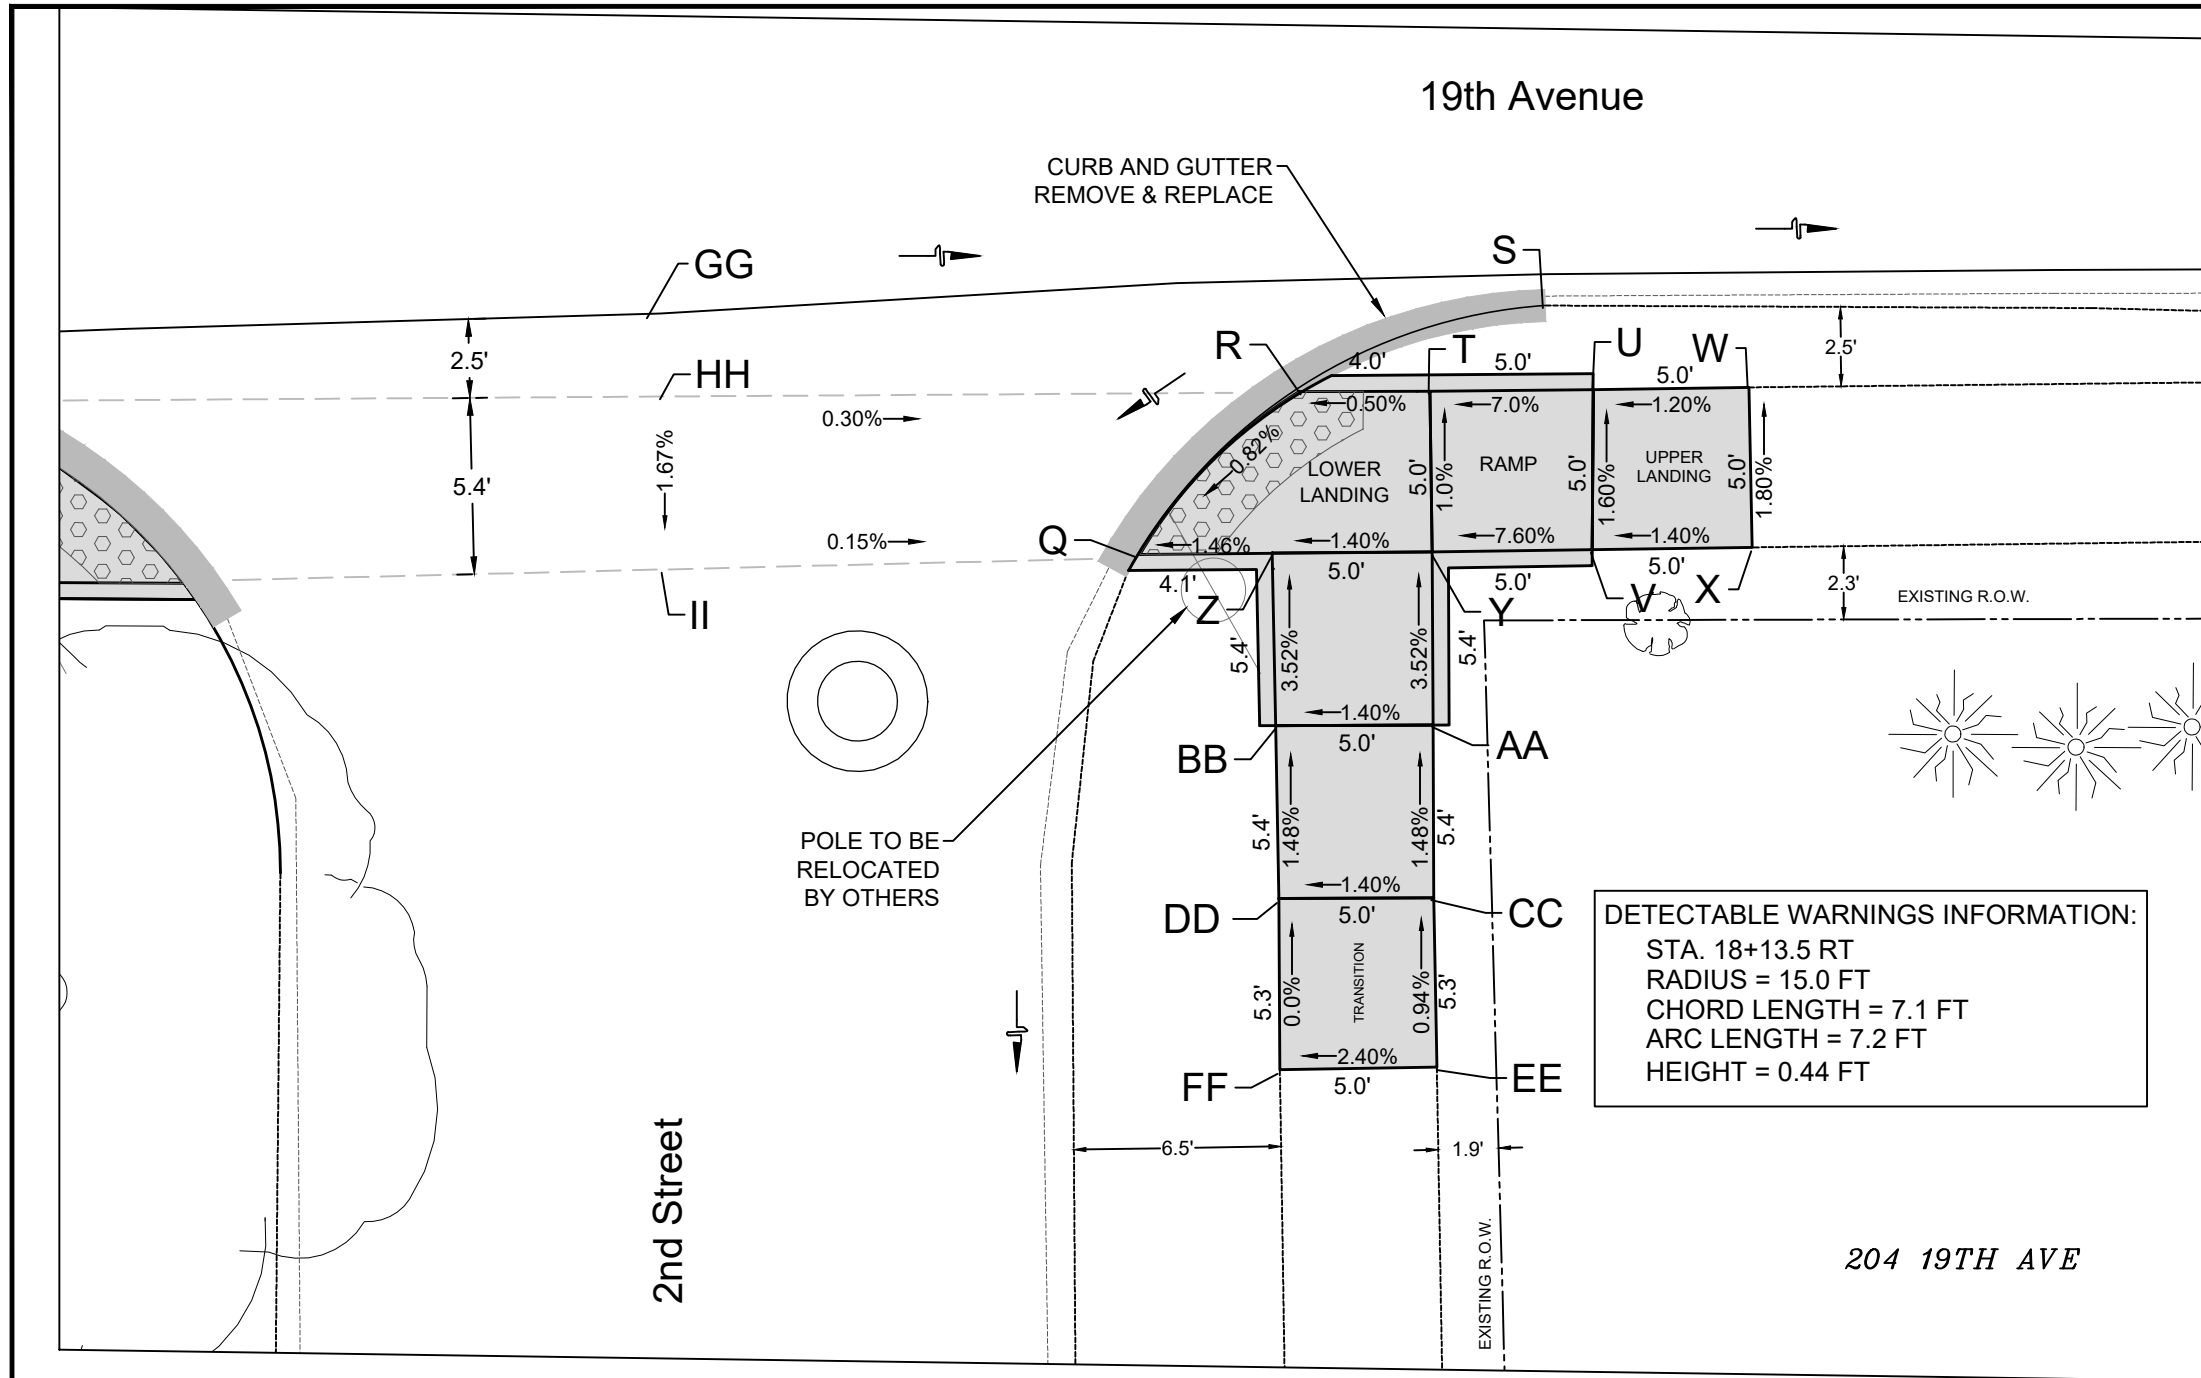 19th Avenue
CURB AND GUTTER
REMOVE & REPLACE
GG
S
2.5'
HH
R
4.0'
T
5.0'
U
W
5.0'
2.5'
0.30%
0.50%
7.0%
1.20%
1.67%
5.4'
0.82%
LOWER
LANDING
5.0'
1.0%
RAMP
5.0'
1.60%
UPPER
LANDING
5.0'
1.80%
0.15%
Q
1.46%
1.40%
7.60%
1.40%
4.1'
5.0'
5.0'
5.0'
II
Z
Y
V
X
2.3'
EXISTING R.O.W.
5.4'
3.52%
3.52%
5.4'
1.40%
BB
5.0'
AA
POLE TO BE
RELOCATED
BY OTHERS
5.4'
1.48%
1.48%
5.4'
1.40%
DD
5.0'
CC
DETECTABLE WARNINGS INFORMATION:
STA. 18+13.5 RT
RADIUS = 15.0 FT
CHORD LENGTH = 7.1 FT
ARC LENGTH = 7.2 FT
HEIGHT = 0.44 FT
5.3'
0.0%
TRANSITION
0.94%
5.3'
2.40%
FF
5.0'
EE
6.5'
1.9'
2nd Street
EXISTING R.O.W.
204 19TH AVE